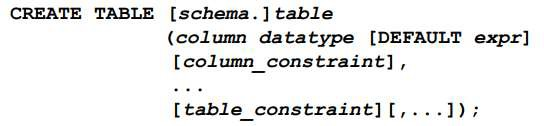 CREATE TABLE [schema.]table
(column datatype [DEFAULT expr]
[column_constraint],
...
[table_constraint][,...]);